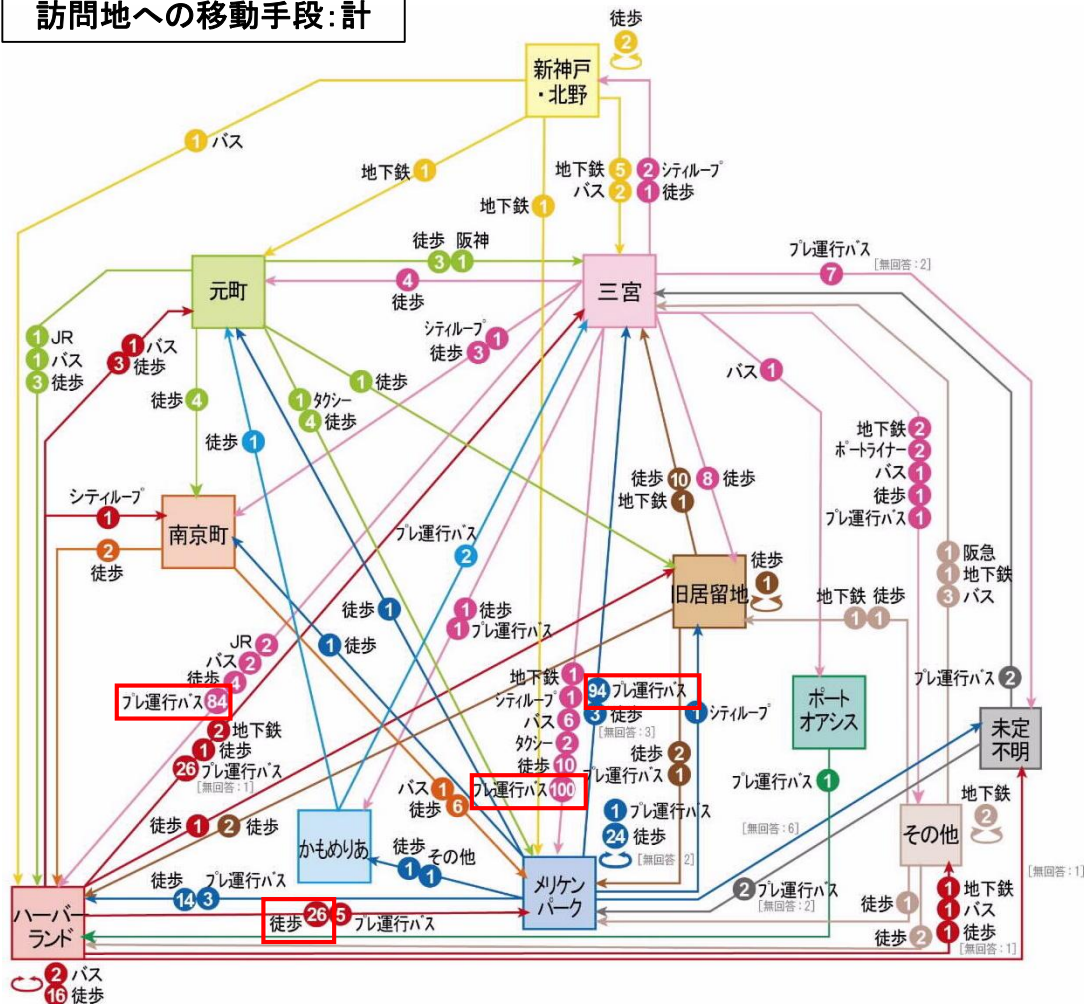 訪問地への移動手段:計
徒歩
2
新神戸
・北野
1 バス
地下鉄 1
地下鉄 1
地下鉄 5
バス 2
2 シティループ
1 徒歩
徒歩 阪神
3 1
元町
4
徒歩
三宮
プレ運行バス
7
[無回答:2]
1 JR
1 バス
3 徒歩
1 バス
3 徒歩
シティループ 1
徒歩 3
徒歩 4
徒歩 1
1 タクシー
4 徒歩
1 徒歩
バス 1
地下鉄 2
ポートライナー 2
バス 1
徒歩 1
プレ運行バス 1
徒歩 10
地下鉄 1
8 徒歩
シティループ
1
南京町
2
徒歩
プレ運行バス
2
旧居留地
徒歩
1
1 阪急
1 地下鉄
3 バス
地下鉄 徒歩
1 1
徒歩 1
1 徒歩
1 徒歩
1 プレ運行バス
JR 2
バス 2
徒歩 4
プレ運行バス 84
2 地下鉄
1 徒歩
26 プレ運行バス
[無回答:1]
地下鉄 1
シティループ 1
バス 6
タクシー 2
徒歩 10
プレ運行バス 100
94 プレ運行バス
3 徒歩
[無回答:3]
1 シティループ
徒歩 2
プレ運行バス 1
ポート
オアシス
プレ運行バス 2
未定
不明
プレ運行バス 1
バス 1
徒歩 6
1 プレ運行バス
24 徒歩
[無回答:2]
[無回答:6]
地下鉄
2
その他
徒歩 1
2 徒歩
かもめりあ
徒歩 その他
1 1
メリケン
パーク
2 プレ運行バス
[無回答:2]
[無回答:1]
徒歩 プレ運行バス
14 3
徒歩 26 5 プレ運行バス
徒歩 1
徒歩 2
1 地下鉄
1 バス
1 徒歩
[無回答:1]
ハーバー
ランド
2 バス
16 徒歩